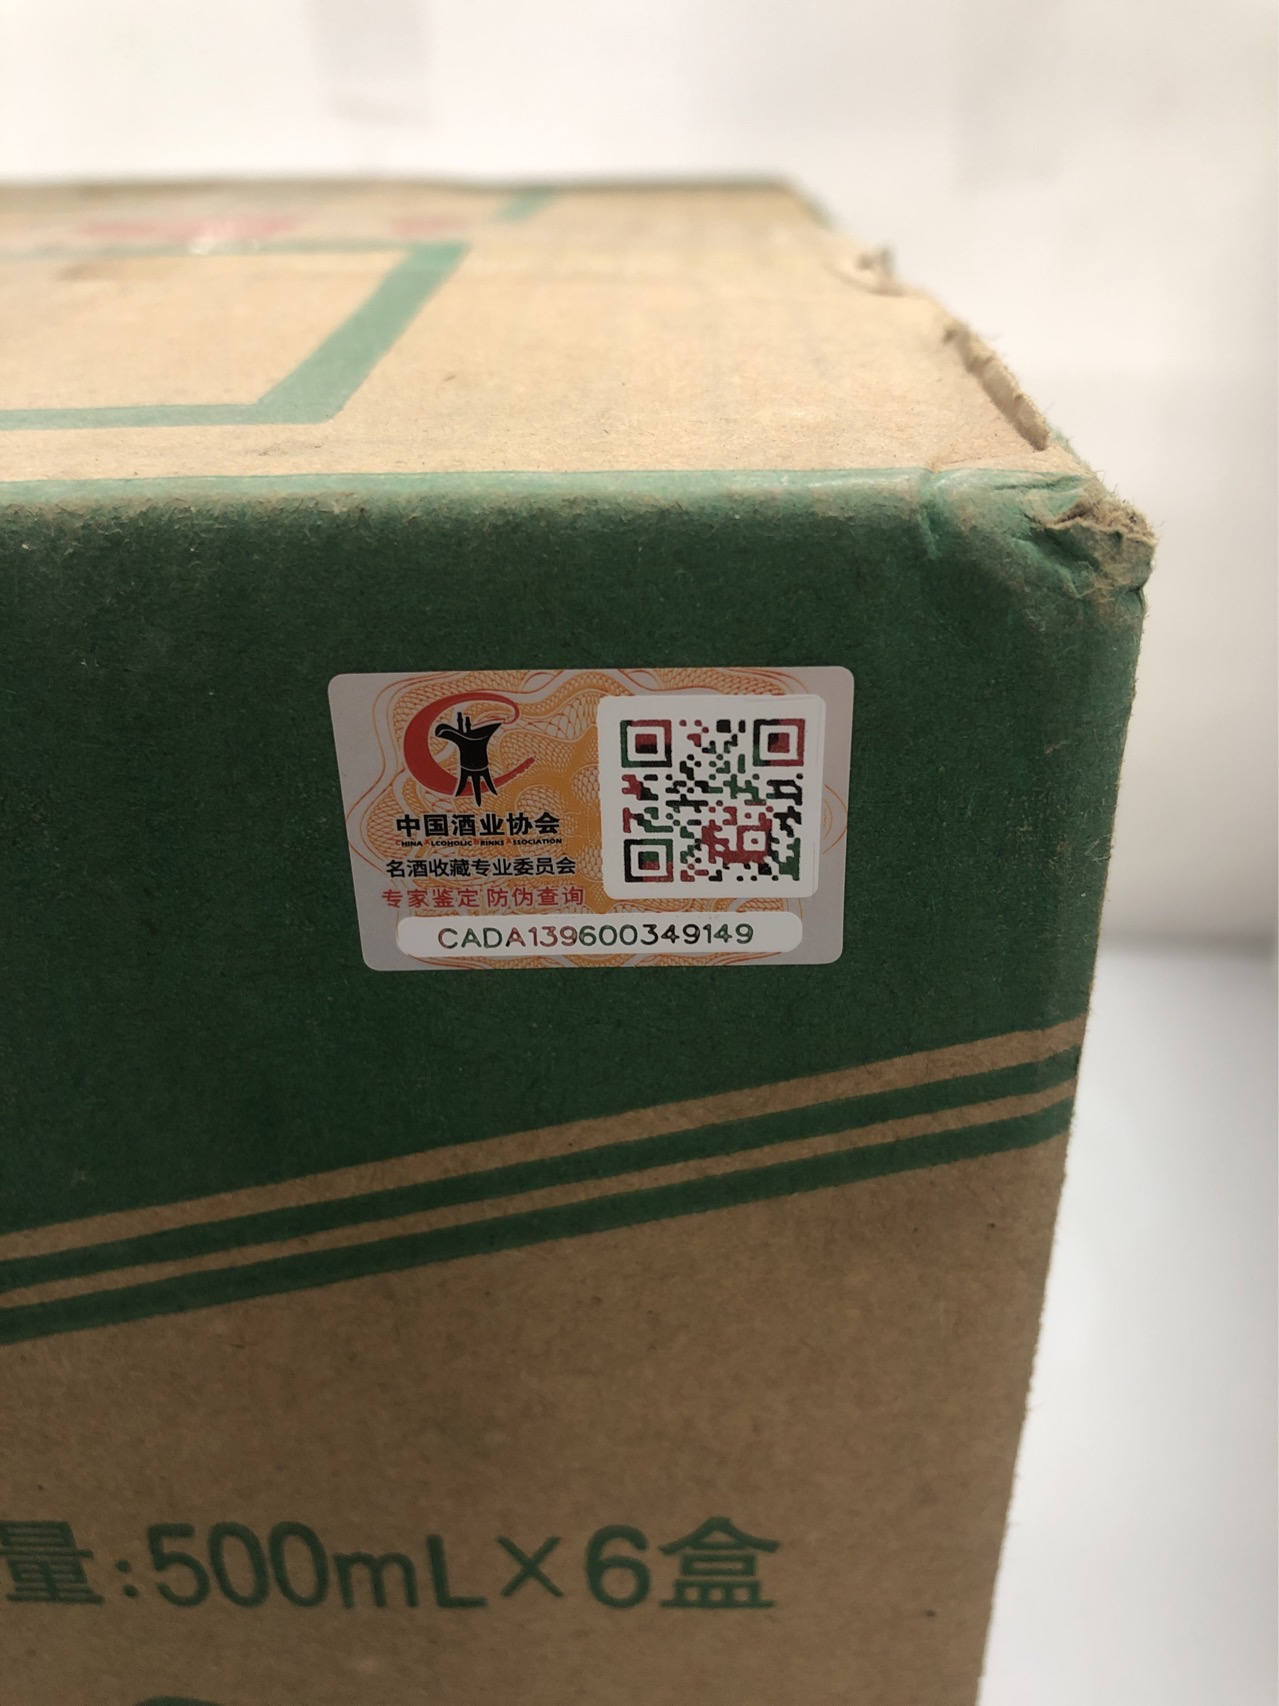 中国酒业协会
CHINA ALCOHOLIC DRINKS ASSOCIATION
名酒收藏专业委员会
专家鉴定 防伪查询
CADA139600349149
量:500mL×6盒